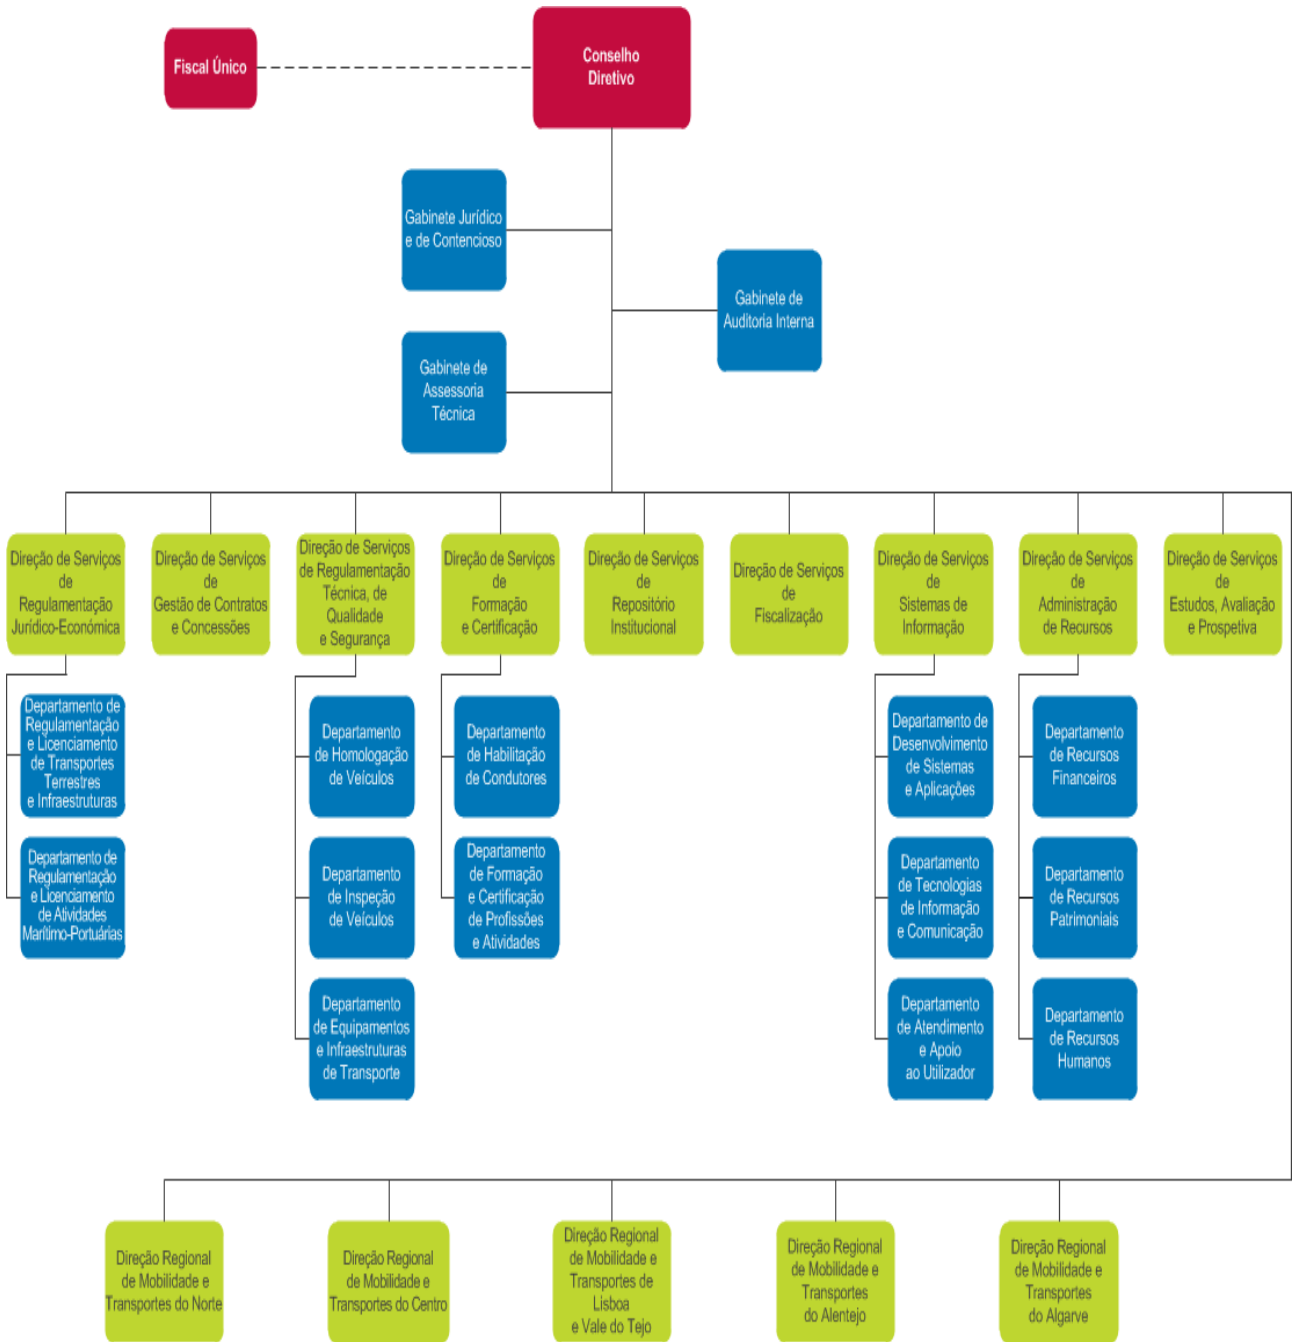 Fiscal Único
Conselho
Diretivo
Gabinete Jurídico
e de Contencioso
Gabinete de
Auditoria Interna
Gabinete de
Assessoria
Técnica
Direção de Serviços
de
Regulamentação
Jurídico-Económica
Direção de Serviços
de
Gestão de Contratos
e Concessões
Direção de Serviços
de Regulamentação
Técnica, de
Qualidade
e Segurança
Direção de Serviços
de
Formação
e Certificação
Direção de Serviços
de
Repositório
Institucional
Direção de Serviços
de
Fiscalização
Direção de Serviços
de
Sistemas de
Informação
Direção de Serviços
de
Administração
de Recursos
Direção de Serviços
de
Estudos, Avaliação
e Prospetiva
Departamento de
Regulamentação
e Licenciamento
de Transportes
Terrestres
e Infraestruturas
Departamento
de Homologação
de Veículos
Departamento
de Habilitação
de Condutores
Departamento de
Desenvolvimento
de Sistemas
e Aplicações
Departamento
de Recursos
Financeiros
Departamento de
Regulamentação
e Licenciamento
de Atividades
Marítimo-Portuárias
Departamento
de Inspeção
de Veículos
Departamento
de Formação
e Certificação
de Profissões
e Atividades
Departamento
de Tecnologias
de Informação
e Comunicação
Departamento
de Recursos
Patrimoniais
Departamento
de Equipamentos
e Infraestruturas
de Transporte
Departamento
de Atendimento
e Apoio
ao Utilizador
Departamento
de Recursos
Humanos
Direção Regional
de Mobilidade e
Transportes do Norte
Direção Regional
de Mobilidade e
Transportes do Centro
Direção Regional
de Mobilidade e
Transportes de
Lisboa
e Vale do Tejo
Direção Regional
de Mobilidade e
Transportes
do Alentejo
Direção Regional
de Mobilidade e
Transportes
do Algarve